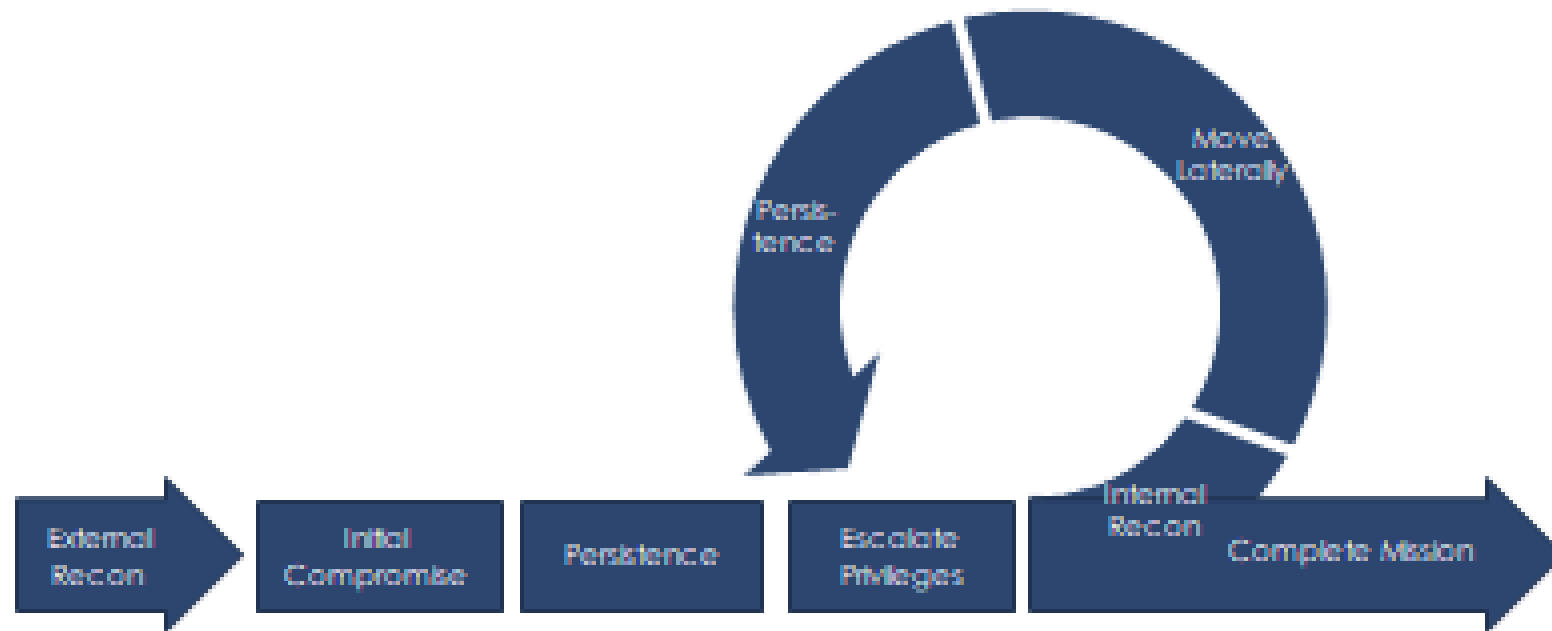 Move
Laterally
Persis-
tence
External
Recon
Initial
Compromise
Persistence
Escalate
Privileges
Internal
Recon
Complete Mission